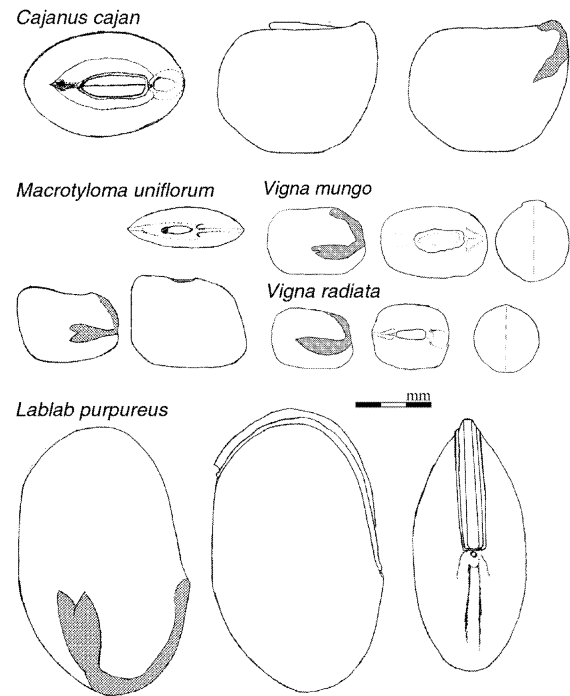 Cajanus cajan
Macrotyloma uniflorum
Vigna mungo
Vigna radiata
mm
Lablab purpureus